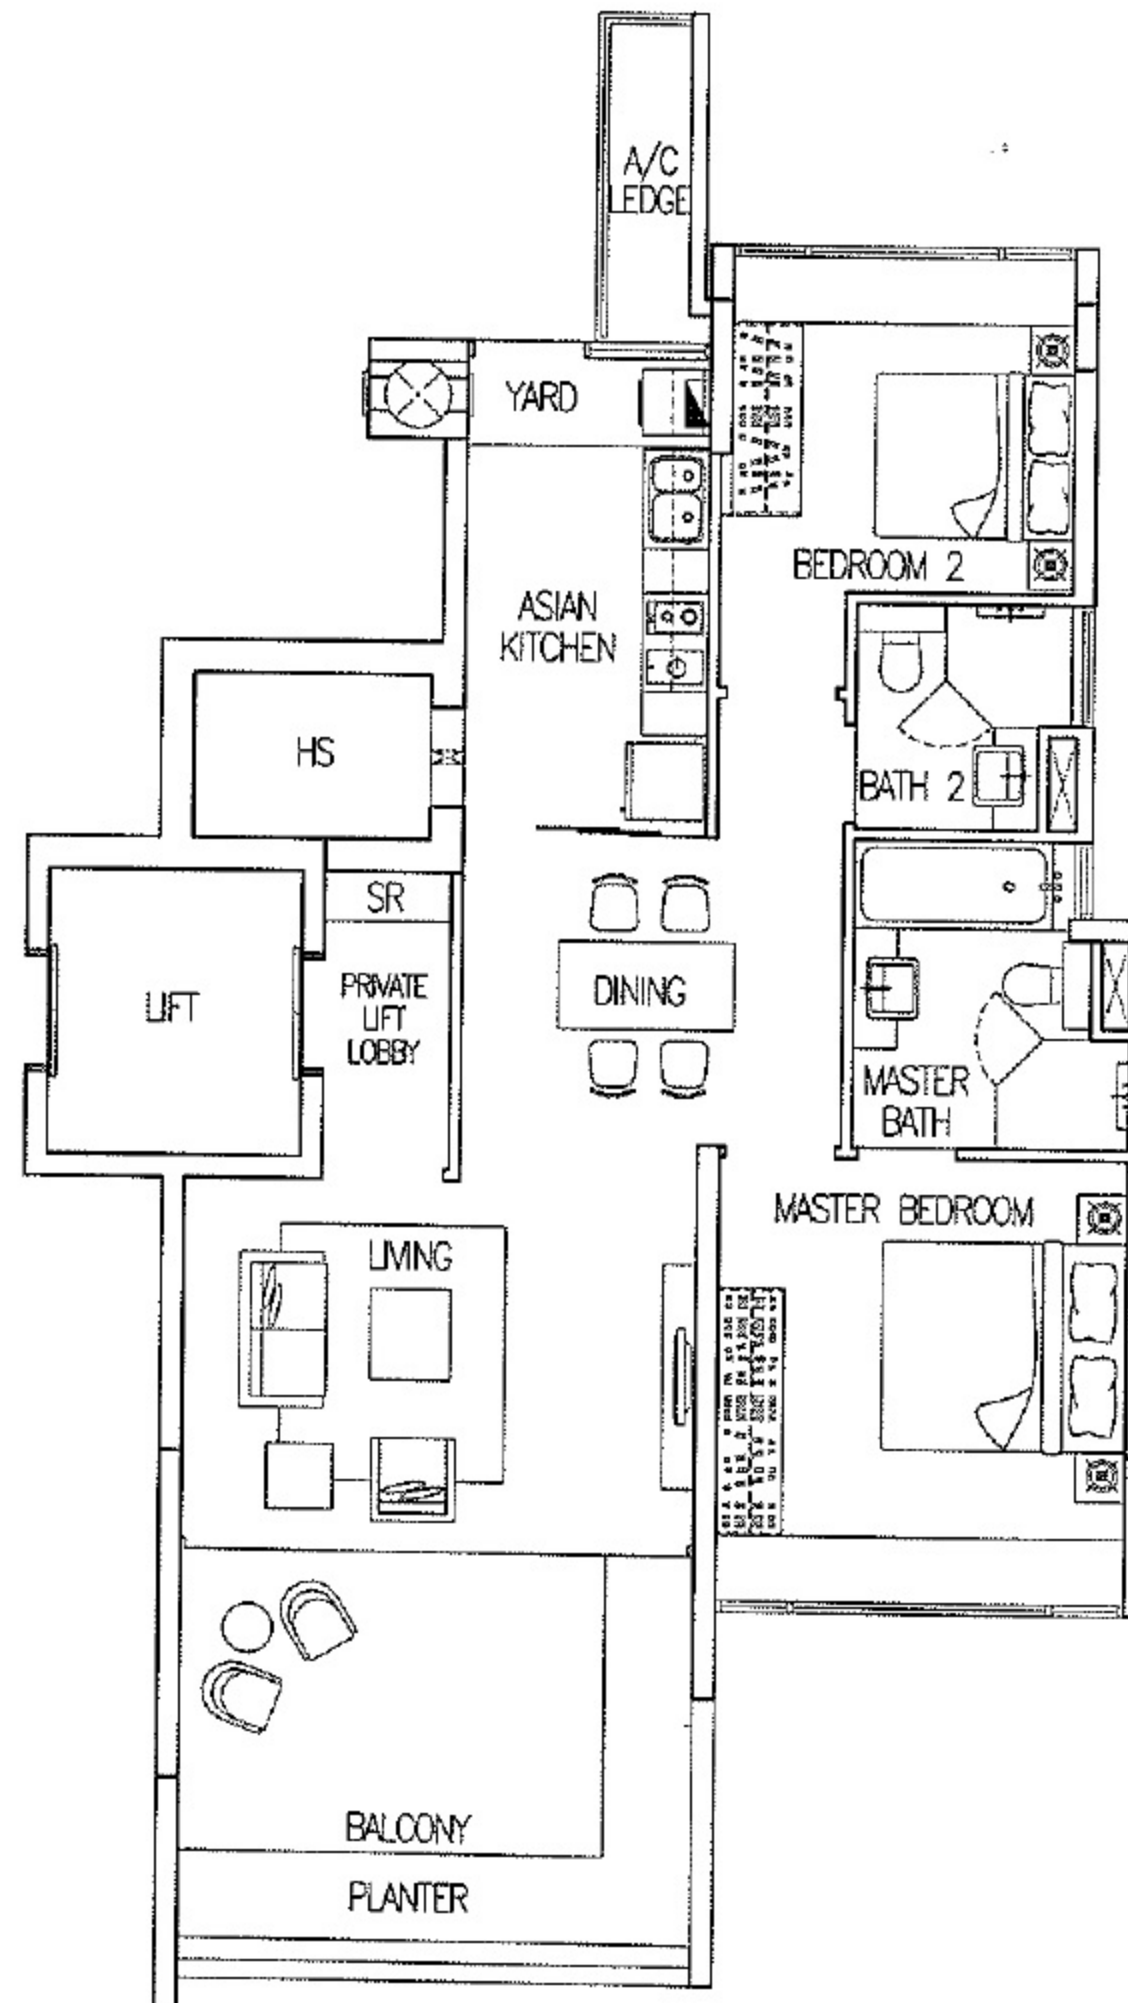 A/C
LEDGE
YARD
BEDROOM 2
ASIAN
KITCHEN
HS
BATH 2
SR
LIFT
PRIVATE
LIFT
LOBBY
DINING
MASTER
BATH
MASTER BEDROOM
LIVING
BALCONY
PLANTER